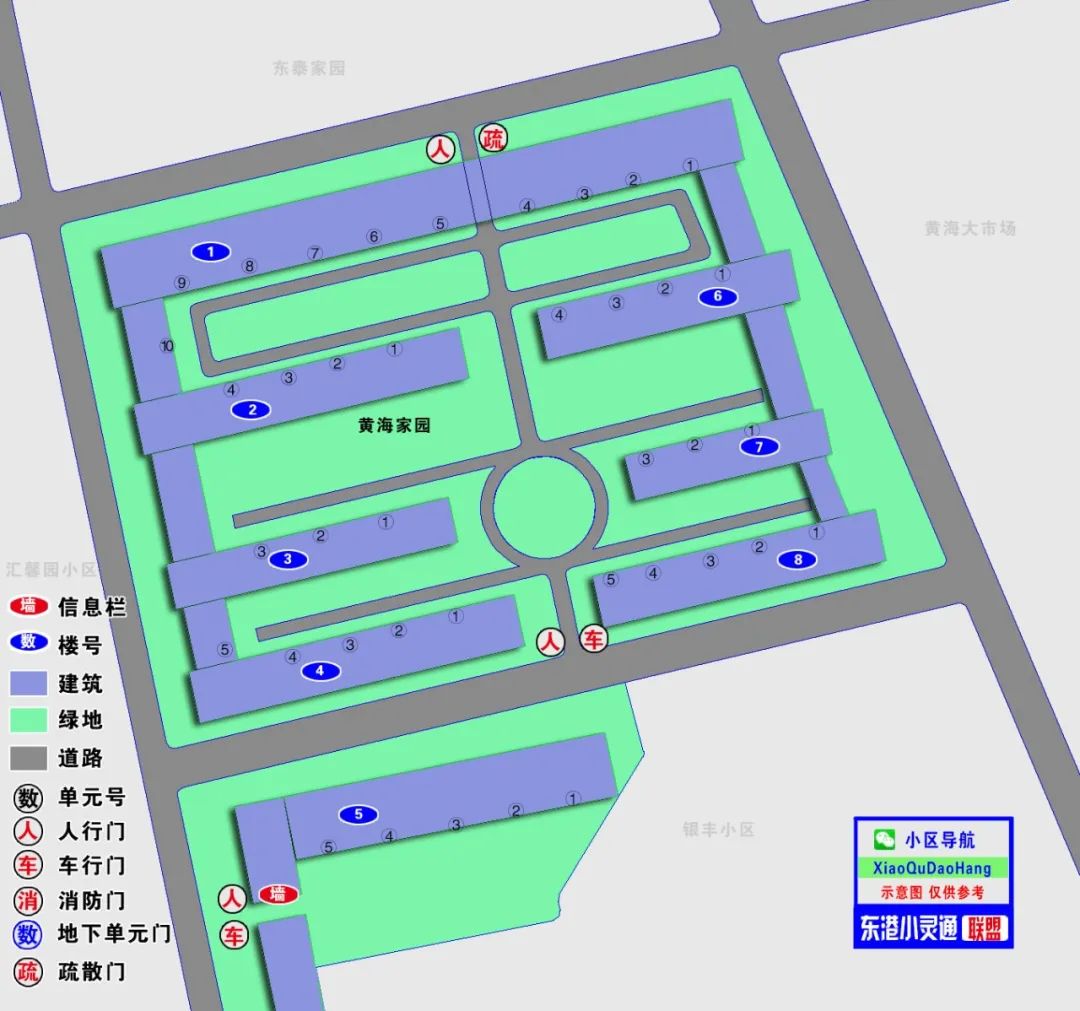 东泰家园
人
疏
黄海大市场
1
①
②
③
④
⑤
⑥
⑦
⑧
⑨
⑩
6
①
②
③
④
2
①
②
③
④
黄海家园
7
①
②
③
3
①
②
③
8
①
②
③
④
⑤
4
①
②
③
④
⑤
人
车
汇馨园小区
墙 信息栏
数 楼号
建筑
绿地
道路
数 单元号
人 人行门
车 车行门
消 消防门
数 地下单元门
疏 疏散门
5
①
②
③
④
⑤
人
墙
车
银丰小区
小区导航
XiaoQuDaoHang
示意图 仅供参考
东港小灵通 联盟